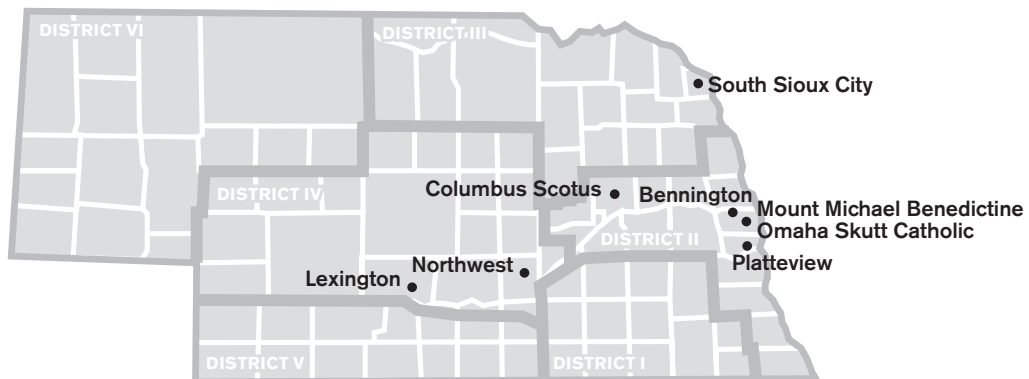 DISTRICT VI
DISTRICT III
South Sioux City
DISTRICT IV
Columbus Scotus
Bennington
Mount Michael Benedictine
Omaha Skutt Catholic
DISTRICT II
Platteview
Northwest
Lexington
DISTRICT V
DISTRICT I